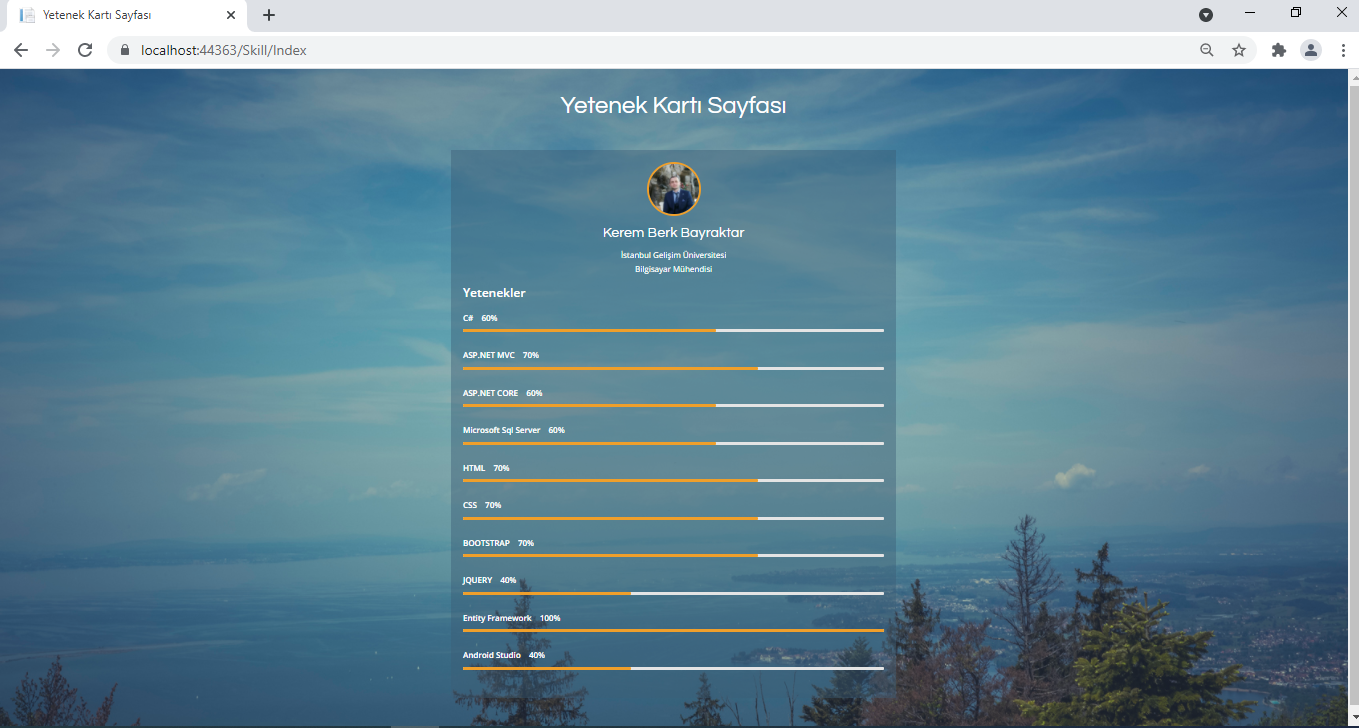 Yetenek Kartı Sayfası
localhost:44363/Skill/Index
Yetenek Kartı Sayfası
Kerem Berk Bayraktar
İstanbul Gelişim Üniversitesi
Bilgisayar Mühendisi
Yetenekler
C# 60%
ASP.NET MVC 70%
ASP.NET CORE 60%
Microsoft Sql Server 60%
HTML 70%
CSS 70%
BOOTSTRAP 70%
JQUERY 40%
Entity Framework 100%
Android Studio 40%